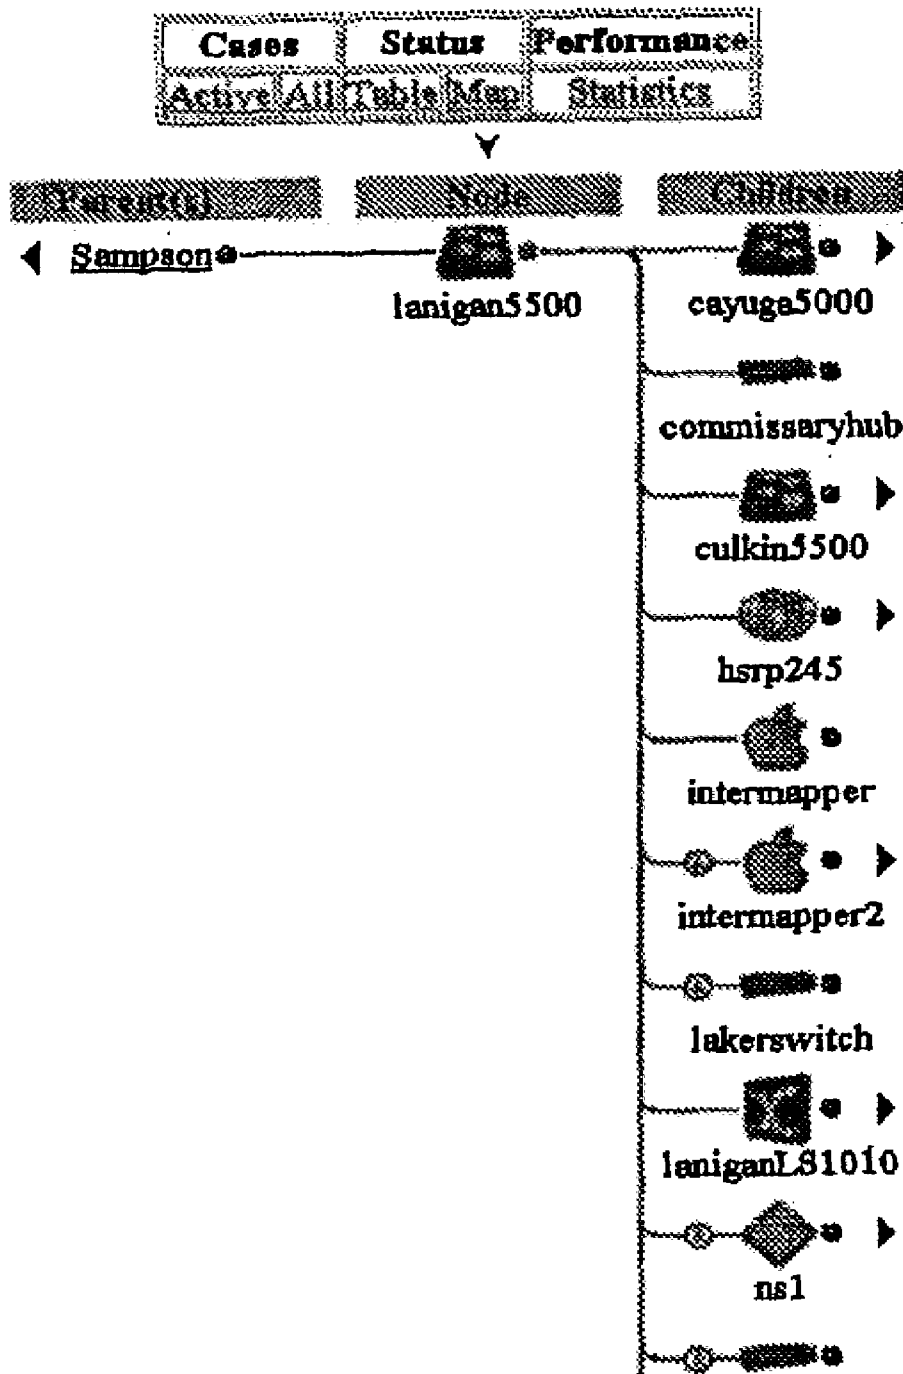 Cases Status Performance
Active All Table Map Statistics
Parent(s) Node Children
Sampson
lanigan5500
cayuga5000
commissaryhub
culkin5500
hsrp245
intermapper
intermapper2
lakerswitch
laniganLS1010
ns1